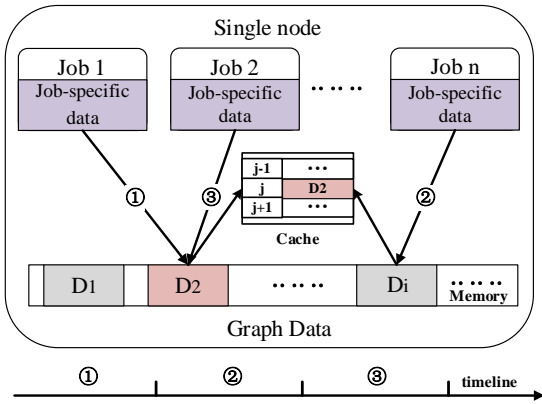 Single node
Job 1
Job-specific
data
Job 2
Job-specific
data
Job n
Job-specific
data
①
③
②
j-1 ···
j D2
j+1 ···
Cache
D1
D2
Di
Memory
Graph Data
① ② ③ timeline